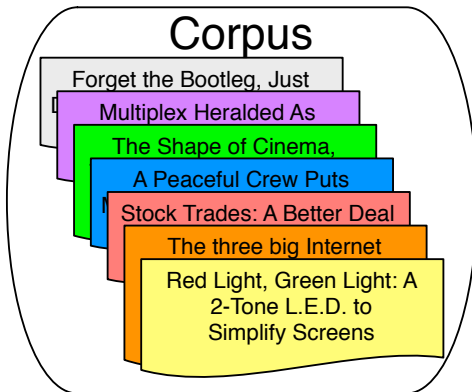 Corpus
Forget the Bootleg, Just
D
Multiplex Heralded As
The Shape of Cinema,
A Peaceful Crew Puts
M
Stock Trades: A Better Deal
The three big Internet
Red Light, Green Light: A
2-Tone L.E.D. to
Simplify Screens